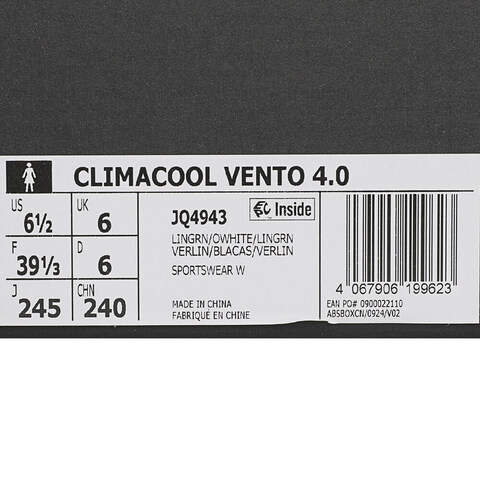 CLIMACOOL VENTO 4.0
US
6½
UK
6
F
39⅓
D
6
J
245
CHN
240
JQ4943
Inside
LINGRN/OWHITE/LINGRN
VERLIN/BLACAS/VERLIN
SPORTSWEAR W
MADE IN CHINA
FABRIQUÉ EN CHINE
4 067906 199623
EAN PO# 0900022110
ABSBOXCN/0924/V02